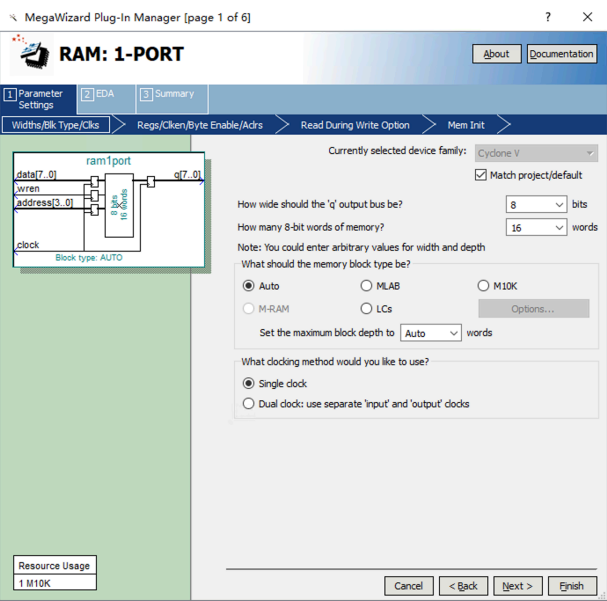 MegaWizard Plug-In Manager [page 1 of 6]
?
RAM: 1-PORT
About
Documentation
1 Parameter Settings
2 EDA
3 Summary
Widths/Blk Type/Clks
Regs/Clken/Byte Enable/Adrs
Read During Write Option
Mem Init
ram1port
data[7..0]
wren
address[3..0]
clock
q[7..0]
8 bits
16 words
Block type: AUTO
Currently selected device family:
Cyclone V
Match project/default
How wide should the 'q' output bus be?
8
bits
How many 8-bit words of memory?
16
words
Note: You could enter arbitrary values for width and depth
What should the memory block type be?
Auto
MLAB
M10K
M-RAM
LCs
Options...
Set the maximum block depth to
Auto
words
What clocking method would you like to use?
Single clock
Dual clock: use separate 'input' and 'output' clocks
Resource Usage
1 M10K
Cancel
< Back
Next >
Finish